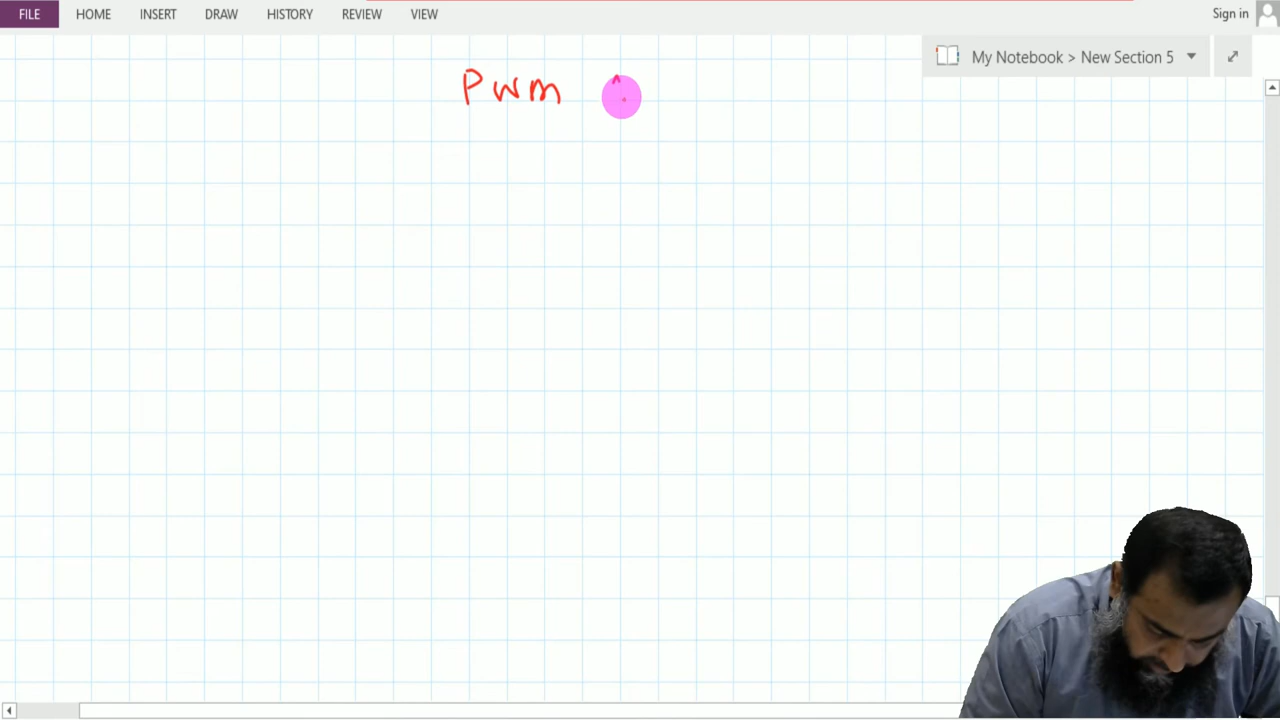 FILE HOME INSERT DRAW HISTORY REVIEW VIEW Sign in
My Notebook > New Section 5
Pwm